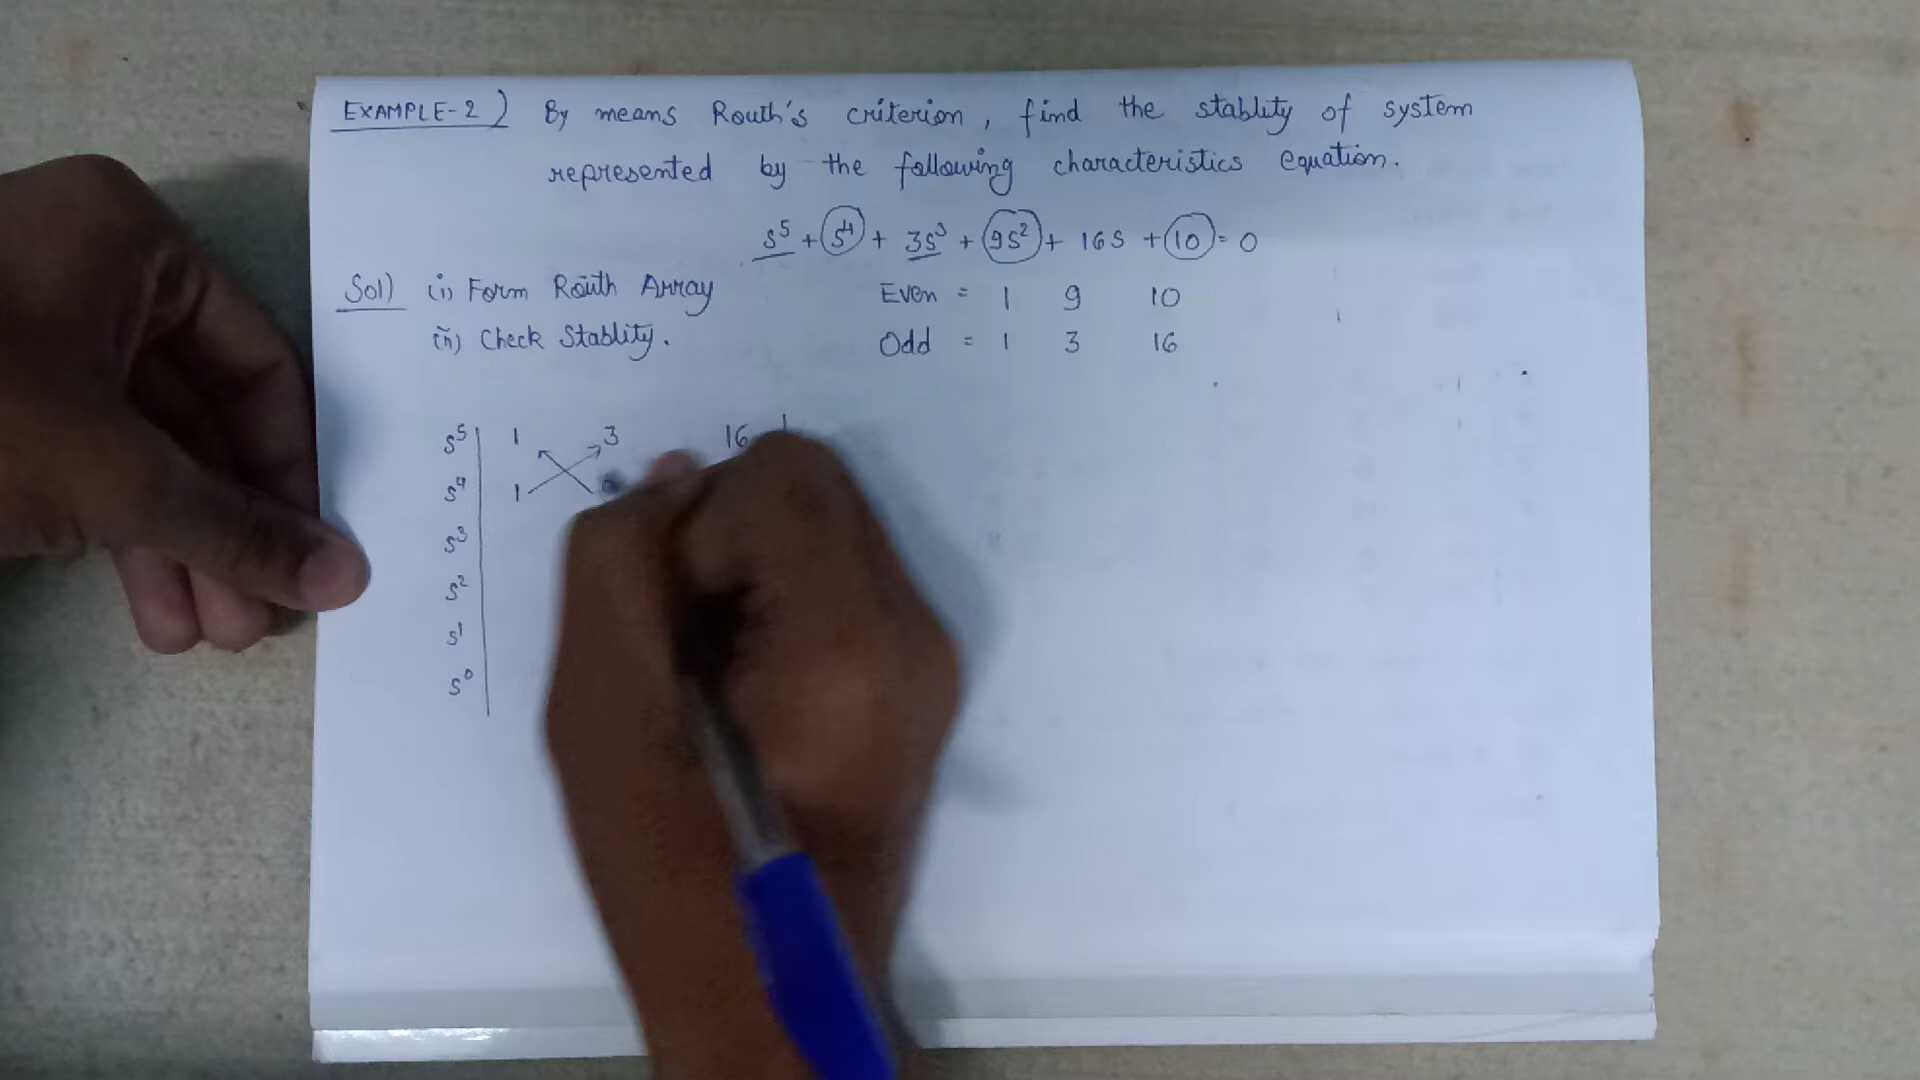 EXAMPLE-2) By means Routh's criterion, find the stablity of system
represented by the following characteristics equation.
s⁵ + s⁴ + 3s³ + 9s² + 16s + 10 = 0
Sol) (i) Form Routh Array
Even = 1 9 10
(ii) Check Stablity.
Odd = 1 3 16
s⁵ 1 3 16
s⁴ 1
s³
s²
s¹
s⁰